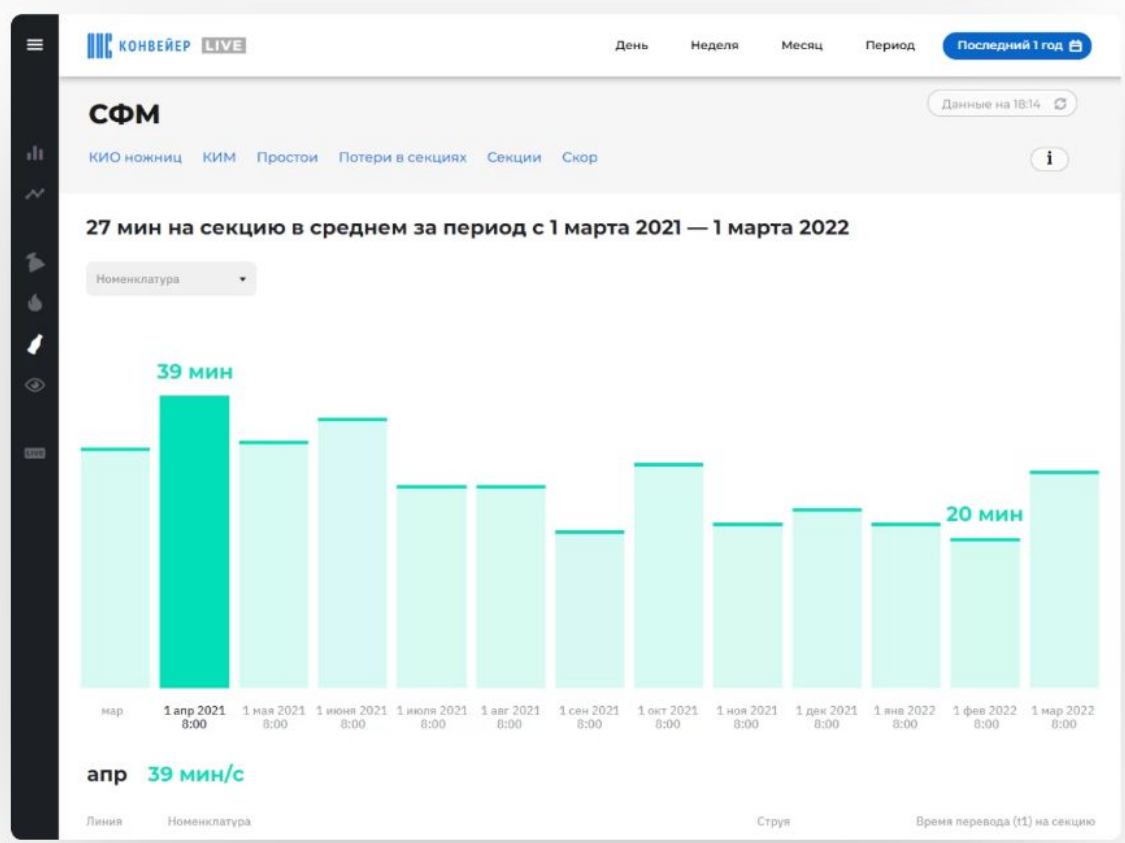 КОНВЕЙЕР LIVE
День Неделя Месяц Период Последний 1 год
СФМ
Данные на 18:14
КИО ножниц КИМ Простои Потери в секциях Секции Скор
i
27 мин на секцию в среднем за период с 1 марта 2021 — 1 марта 2022
Номенклатура
39 мин
20 мин
мар 1 апр 2021 1 мая 2021 1 июня 2021 1 июля 2021 1 авг 2021 1 сен 2021 1 окт 2021 1 ноя 2021 1 дек 2021 1 янв 2022 1 фев 2022 1 мар 2022
8:00 8:00 8:00 8:00 8:00 8:00 8:00 8:00 8:00 8:00 8:00 8:00
апр 39 мин/с
Линия Номенклатура Струя Время перевода (t1) на секцию
LIVE